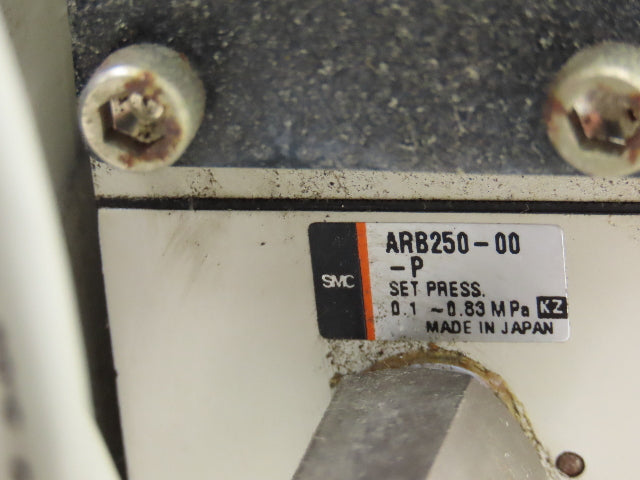 SMC
ARB250-00
-P
SET PRESS.
0.1 ~0.83 MPa KZ
MADE IN JAPAN